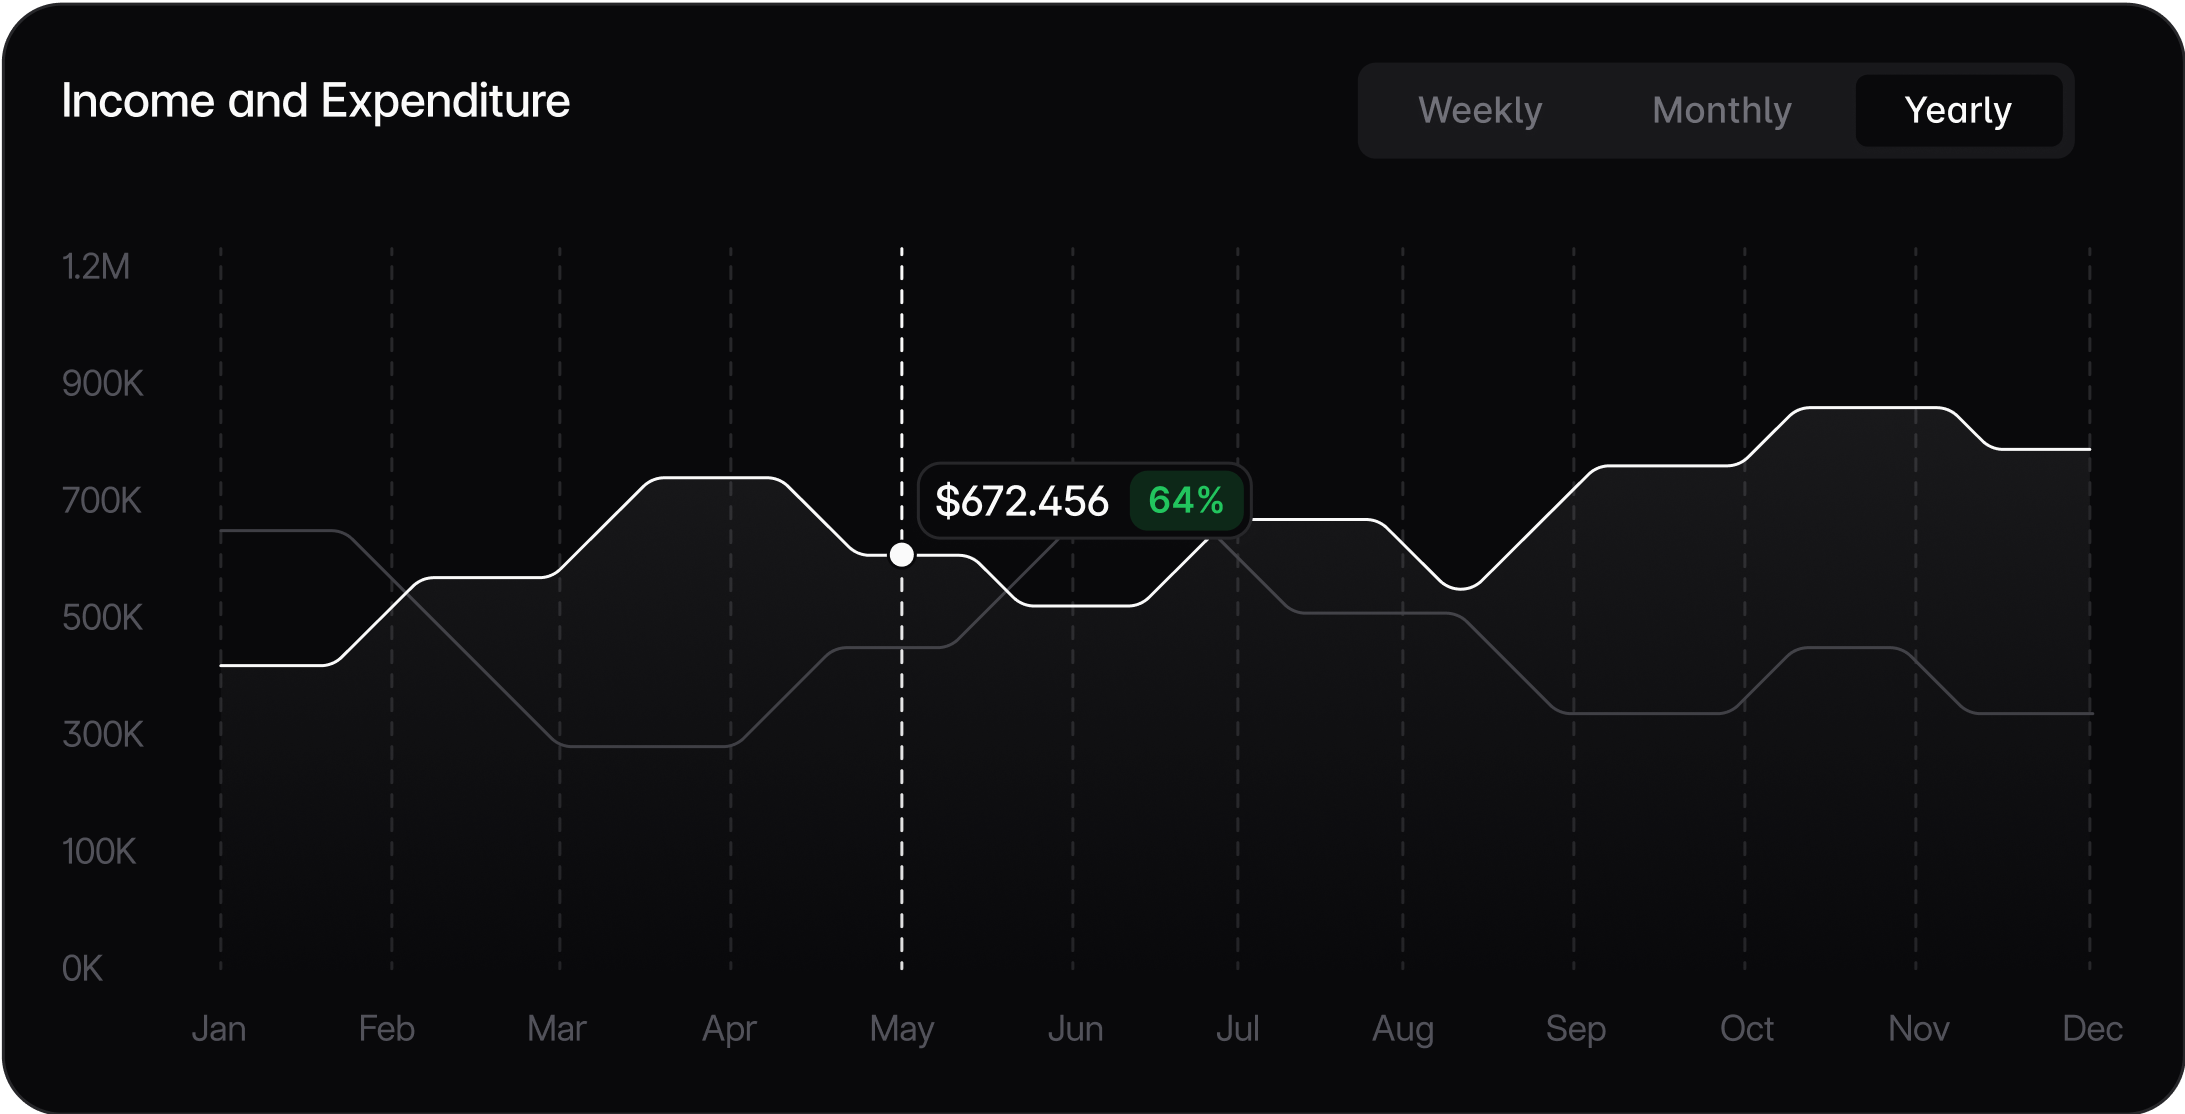 Income and Expenditure
Weekly Monthly Yearly
1.2M
900K
700K
$672.456 64%
500K
300K
100K
0K
Jan Feb Mar Apr May Jun Jul Aug Sep Oct Nov Dec